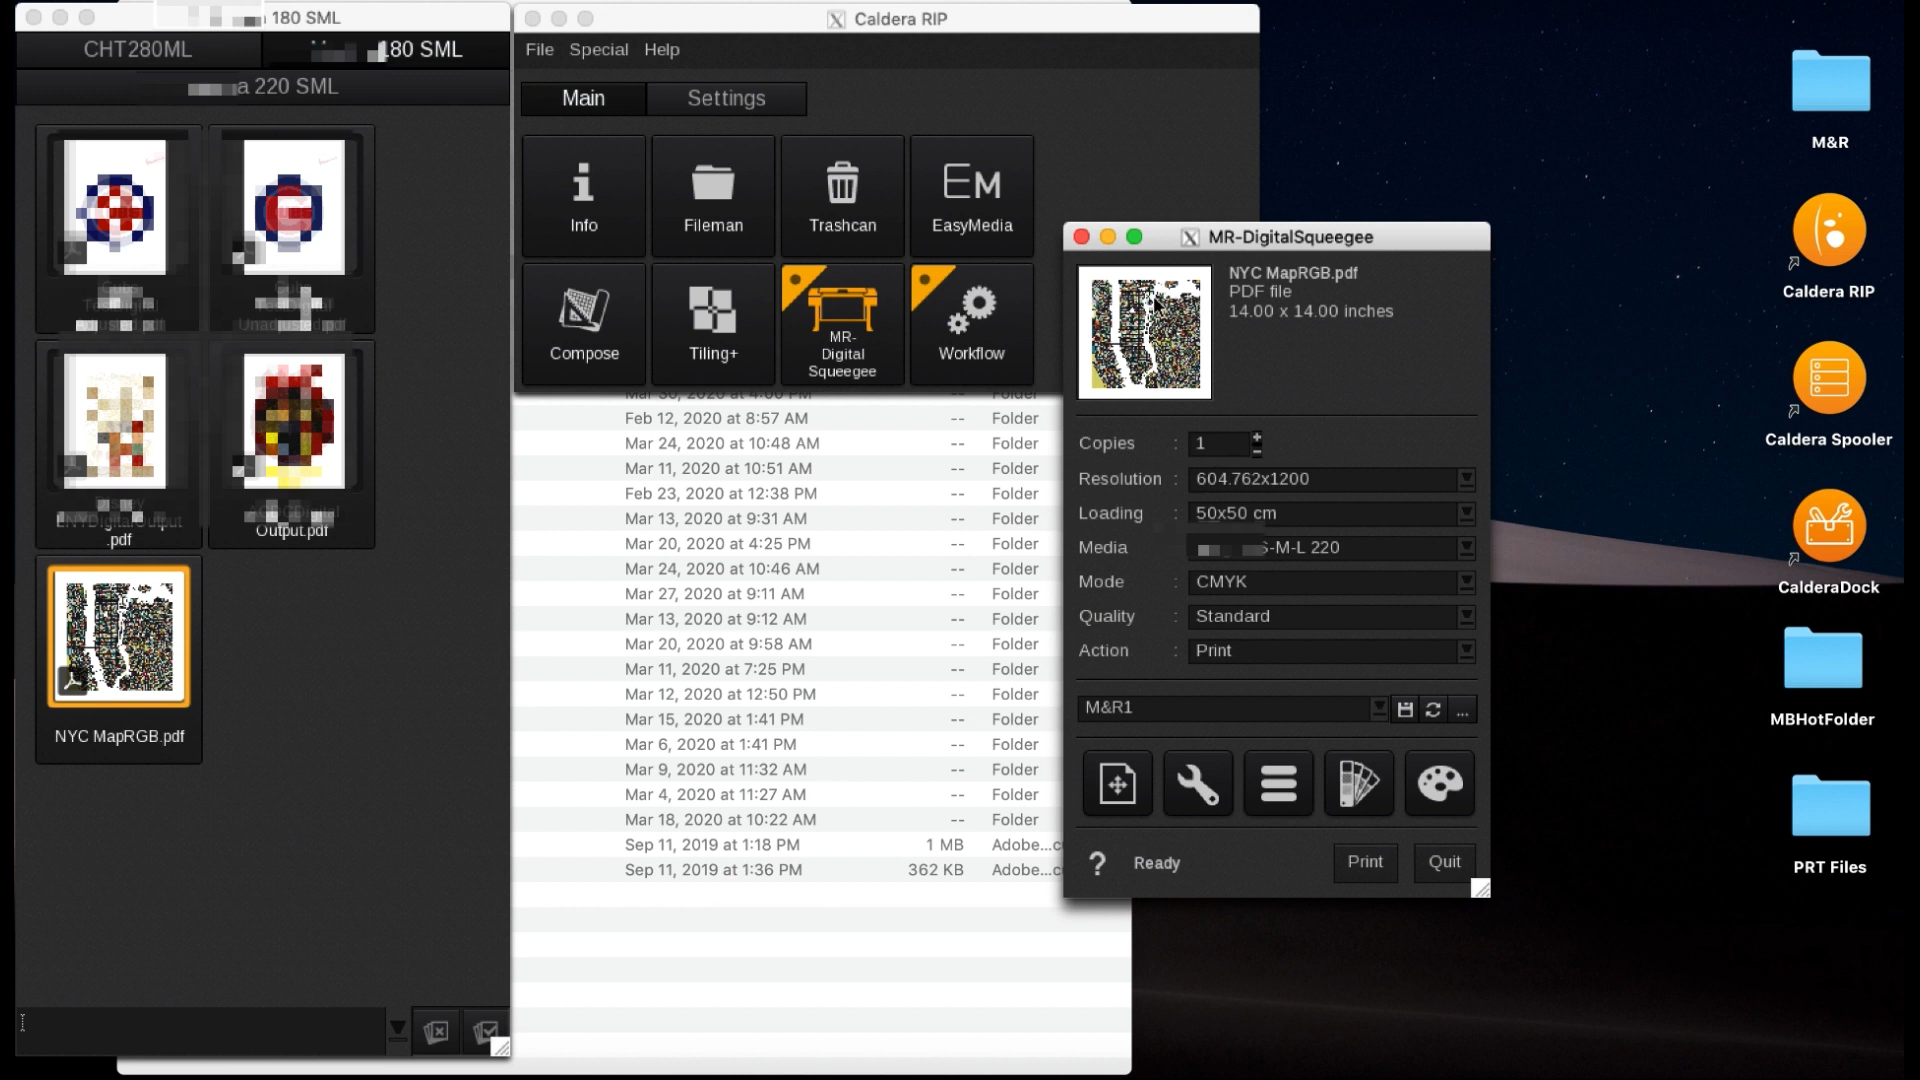 180 SML
CHT280ML
180 SML
a 220 SML
Output.pdf
.pdf
NYC MapRGB.pdf
Caldera RIP
File Special Help
Main Settings
Info Fileman Trashcan EasyMedia
Compose Tiling+ MR-
Digital
Squeegee Workflow
Feb 12, 2020 at 8:57 AM -- Folder
Mar 24, 2020 at 10:48 AM -- Folder
Mar 11, 2020 at 10:51 AM -- Folder
Feb 23, 2020 at 12:38 PM -- Folder
Mar 13, 2020 at 9:31 AM -- Folder
Mar 20, 2020 at 4:25 PM -- Folder
Mar 24, 2020 at 10:46 AM -- Folder
Mar 27, 2020 at 9:11 AM -- Folder
Mar 13, 2020 at 9:12 AM -- Folder
Mar 20, 2020 at 9:58 AM -- Folder
Mar 11, 2020 at 7:25 PM -- Folder
Mar 12, 2020 at 12:50 PM -- Folder
Mar 15, 2020 at 1:41 PM -- Folder
Mar 6, 2020 at 1:41 PM -- Folder
Mar 9, 2020 at 11:32 AM -- Folder
Mar 4, 2020 at 11:27 AM -- Folder
Mar 18, 2020 at 10:22 AM -- Folder
Sep 11, 2019 at 1:18 PM 1 MB Adobe...c
Sep 11, 2019 at 1:36 PM 362 KB Adobe...c
MR-DigitalSqueegee
NYC MapRGB.pdf
PDF file
14.00 x 14.00 inches
Copies : 1
Resolution : 604.762x1200
Loading : 50x50 cm
Media : S-M-L 220
Mode : CMYK
Quality : Standard
Action : Print
M&R1
...
? Ready Print Quit
M&R
Caldera RIP
Caldera Spooler
CalderaDock
MBHotFolder
PRT Files